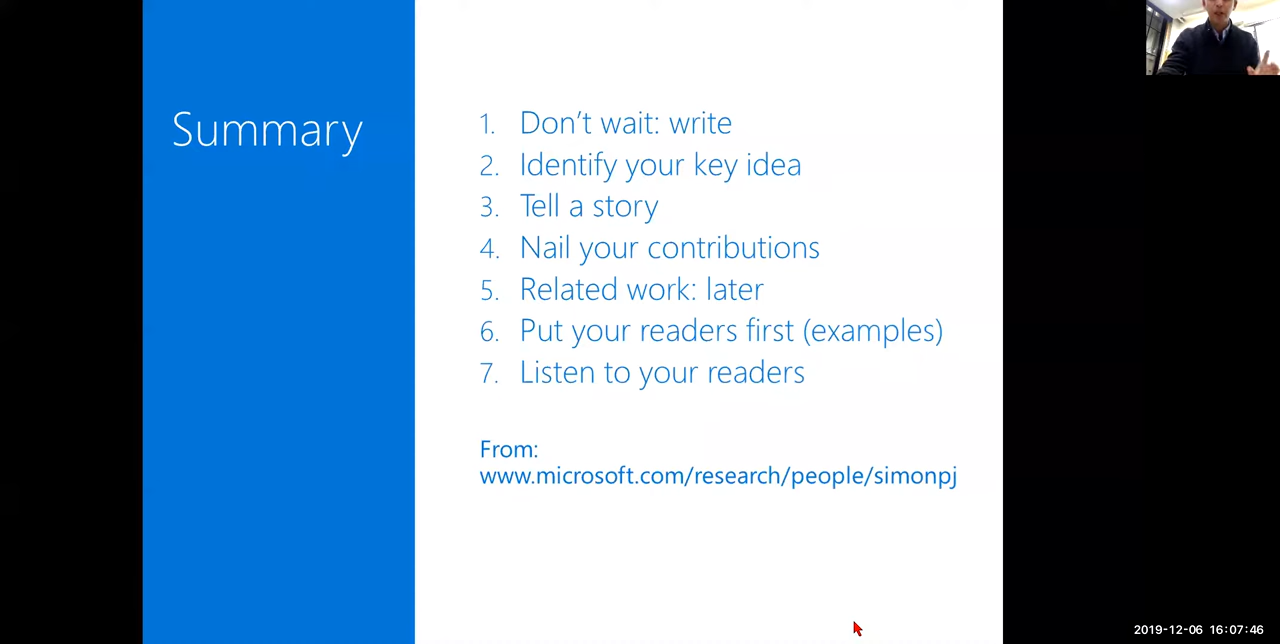 Summary
1. Don’t wait: write
2. Identify your key idea
3. Tell a story
4. Nail your contributions
5. Related work: later
6. Put your readers first (examples)
7. Listen to your readers
From:
www.microsoft.com/research/people/simonpj
2019-12-06 16:07:46